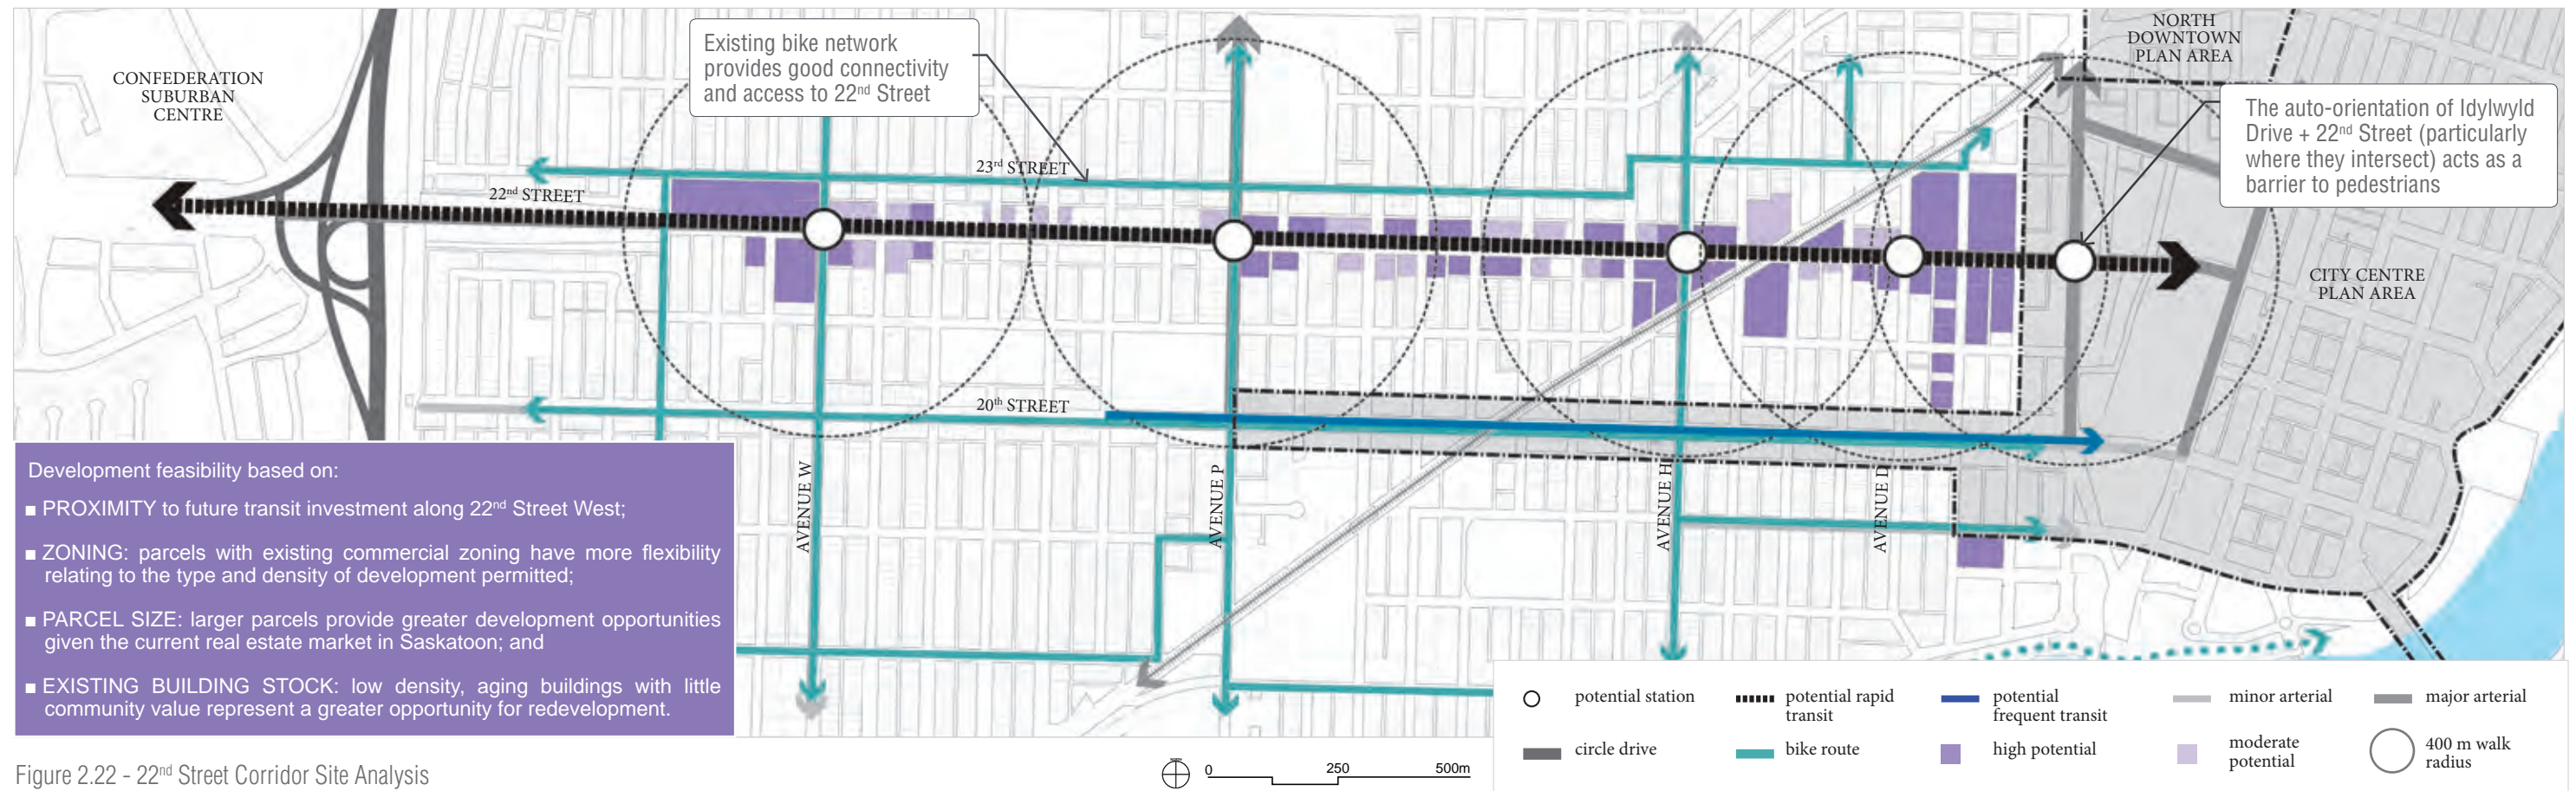 Existing bike network
provides good connectivity
and access to 22nd Street
NORTH
DOWNTOWN
PLAN AREA
CONFEDERATION
SUBURBAN
CENTRE
The auto-orientation of Idylwyld
Drive + 22nd Street (particularly
where they intersect) acts as a
barrier to pedestrians
23rd STREET
22nd STREET
CITY CENTRE
PLAN AREA
20th STREET
AVENUE W
AVENUE P
AVENUE H
AVENUE D
Development feasibility based on:
■ PROXIMITY to future transit investment along 22nd Street West;
■ ZONING: parcels with existing commercial zoning have more flexibility
relating to the type and density of development permitted;
■ PARCEL SIZE: larger parcels provide greater development opportunities
given the current real estate market in Saskatoon; and
■ EXISTING BUILDING STOCK: low density, aging buildings with little
community value represent a greater opportunity for redevelopment.
potential station
potential rapid
transit
potential
frequent transit
minor arterial
major arterial
circle drive
bike route
high potential
moderate
potential
400 m walk
radius
0 250 500m
Figure 2.22 - 22nd Street Corridor Site Analysis